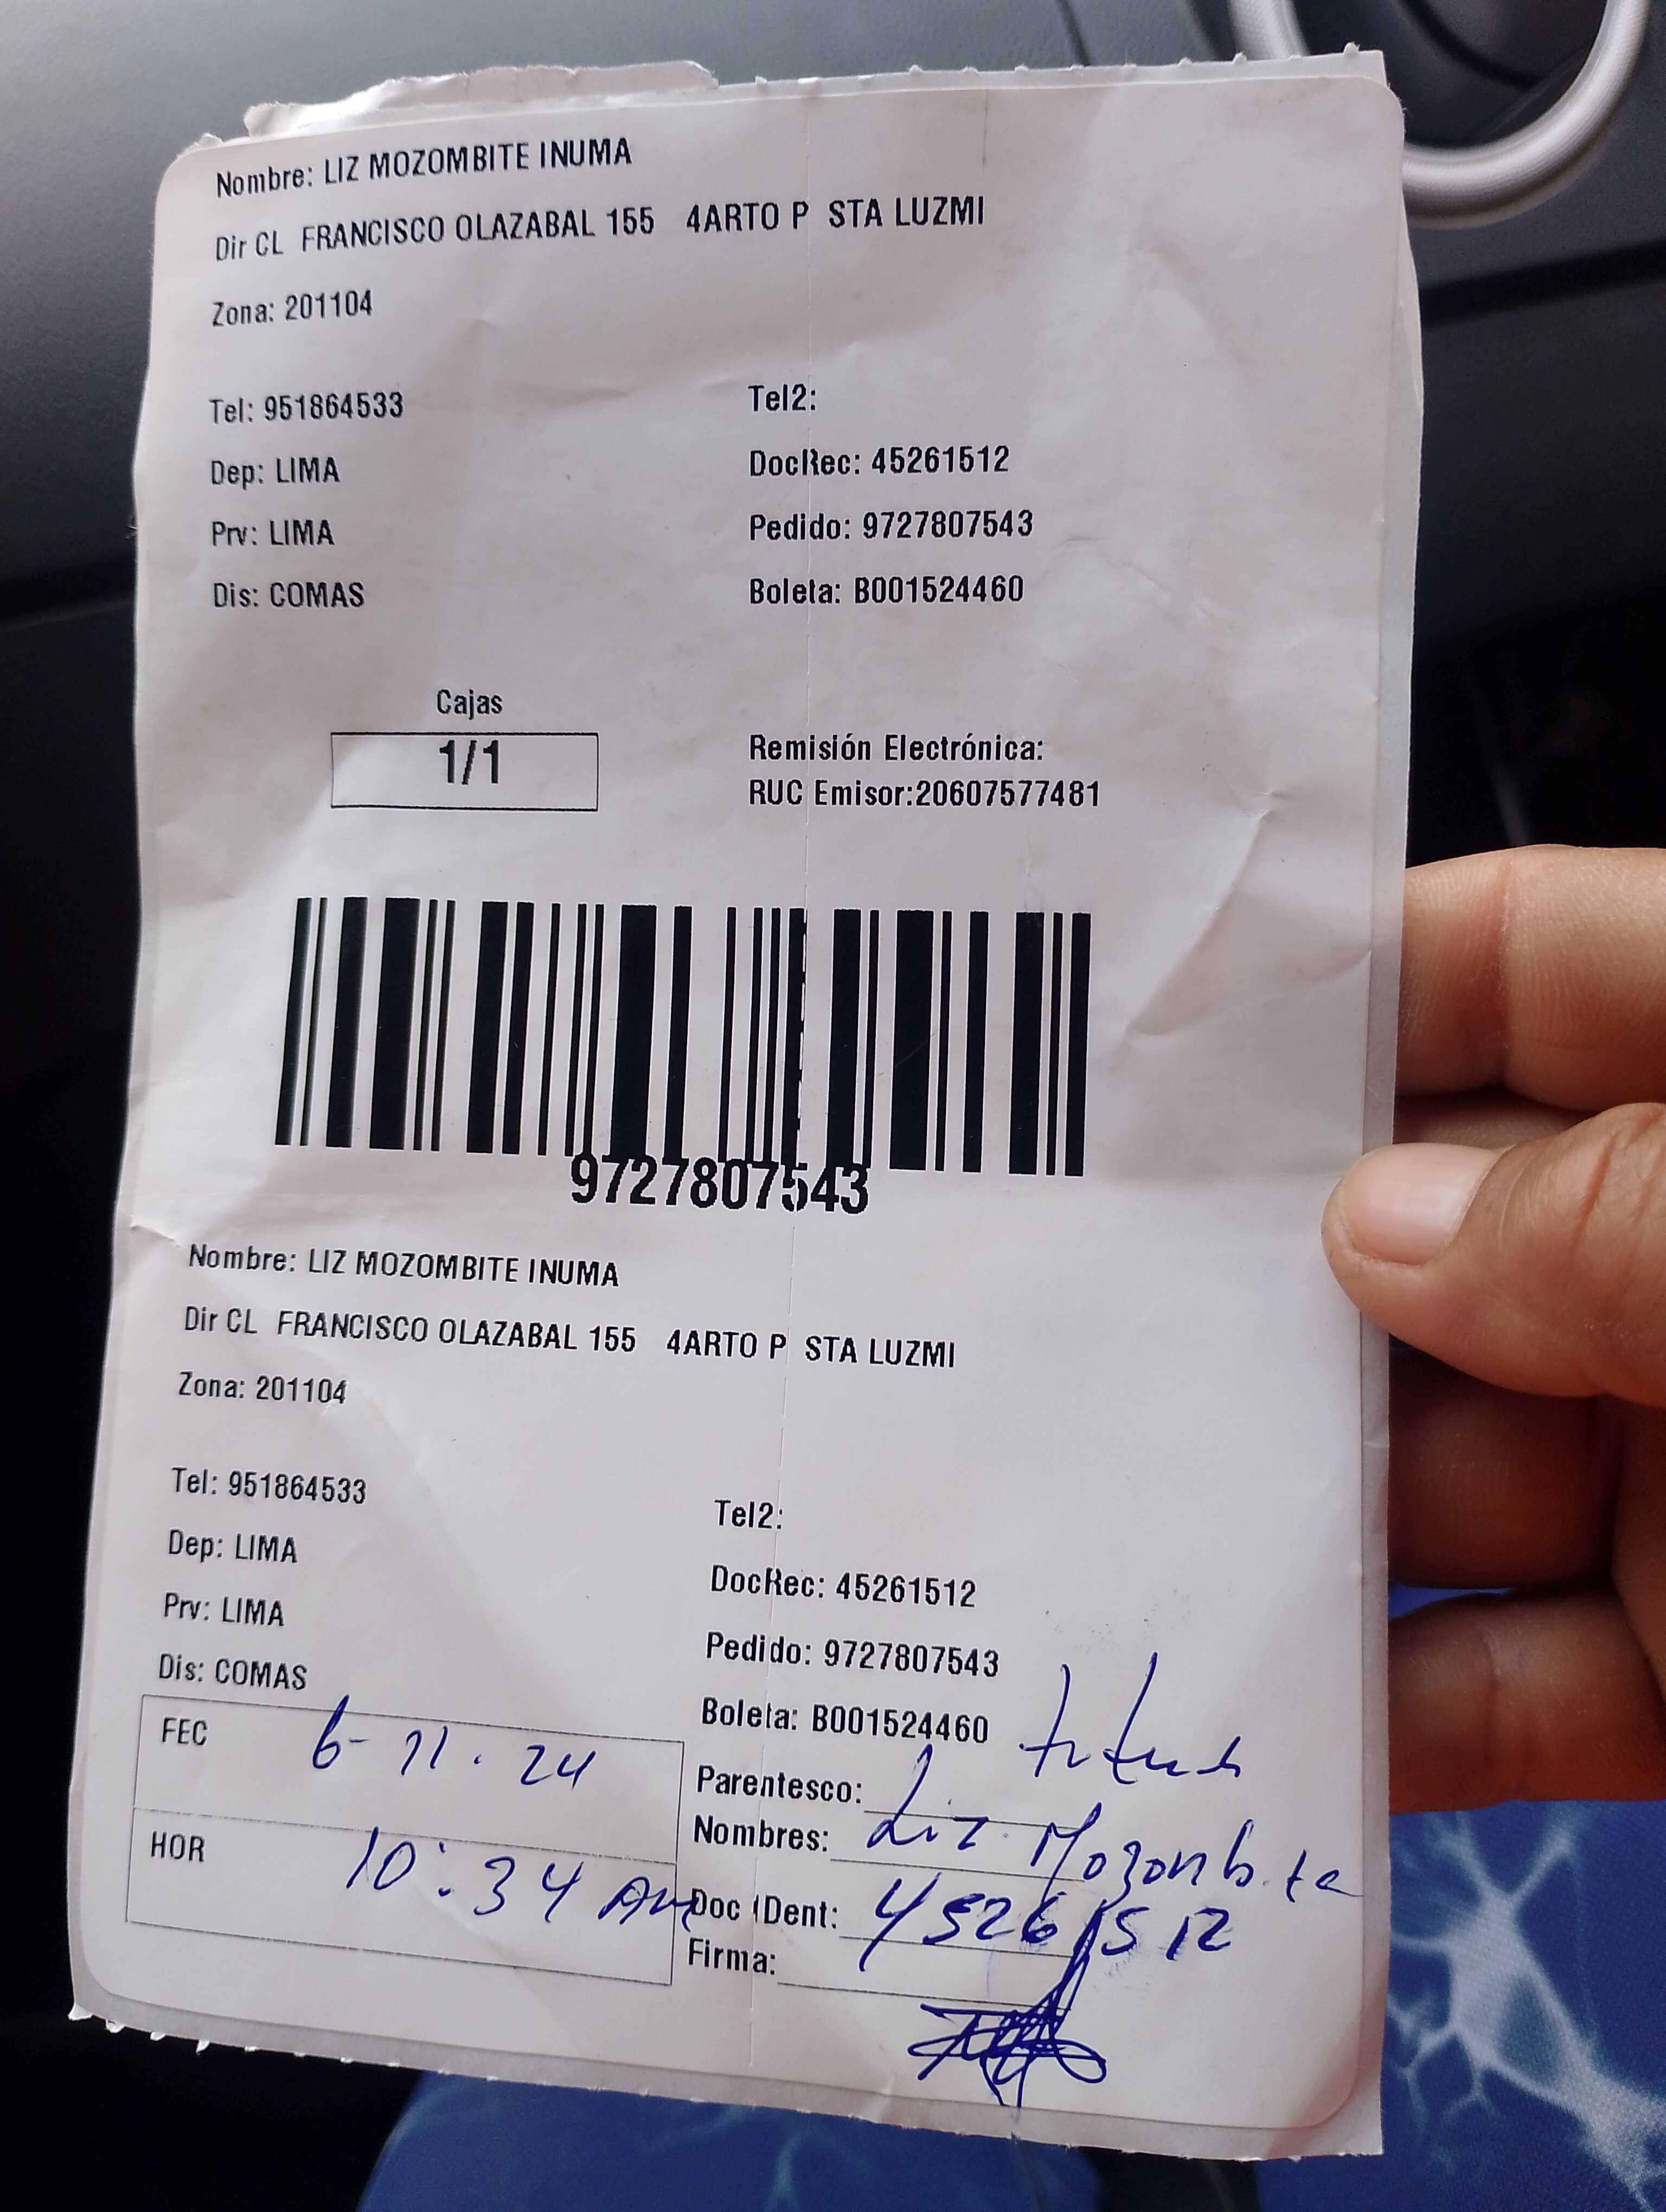 Nombre: LIZ MOZOMBITE INUMA
Dir CL FRANCISCO OLAZABAL 155 4ARTO P STA LUZMI
Zona: 201104
Tel: 951864533 Tel2:
Dep: LIMA DocRec: 45261512
Prv: LIMA Pedido: 9727807543
Dis: COMAS Boleta: B001524460
Cajas
1/1
Remisión Electrónica:
RUC Emisor:20607577481
9727807543
Nombre: LIZ MOZOMBITE INUMA
Dir CL FRANCISCO OLAZABAL 155 4ARTO P STA LUZMI
Zona: 201104
Tel: 951864533 Tel2:
Dep: LIMA DocRec: 45261512
Prv: LIMA Pedido: 9727807543
Dis: COMAS Boleta: B001524460
FEC 6-11.24
HOR 10:34 AM
Parentesco:
Nombres: Liz Mozombite
Doc IDent: 45261512
Firma: